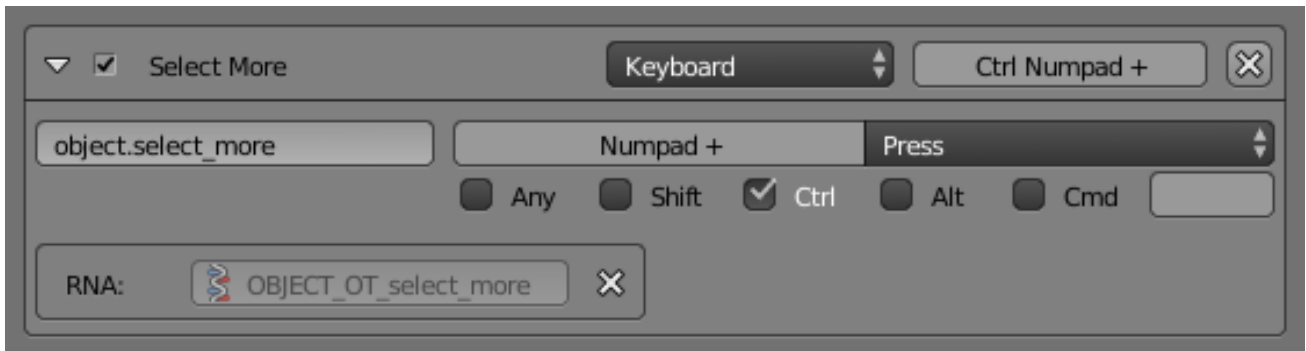 Select More Keyboard Ctrl Numpad +
object.select_more Numpad + Press
Any Shift Ctrl Alt Cmd
RNA: OBJECT_OT_select_more